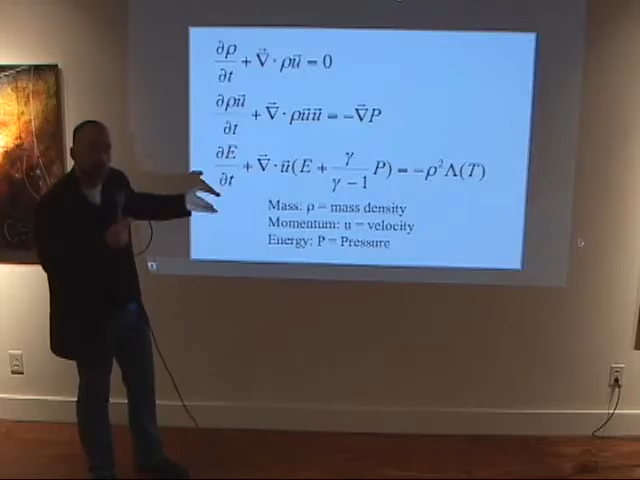 ∂ρ/∂t + ∇⃗ · ρu⃗ = 0
∂ρu⃗/∂t + ∇⃗ · ρu⃗u⃗ = −∇⃗P
∂E/∂t + ∇⃗ · u⃗(E + γ/(γ − 1) P) = −ρ²Λ(T)
Mass: ρ = mass density
Momentum: u = velocity
Energy: P = Pressure